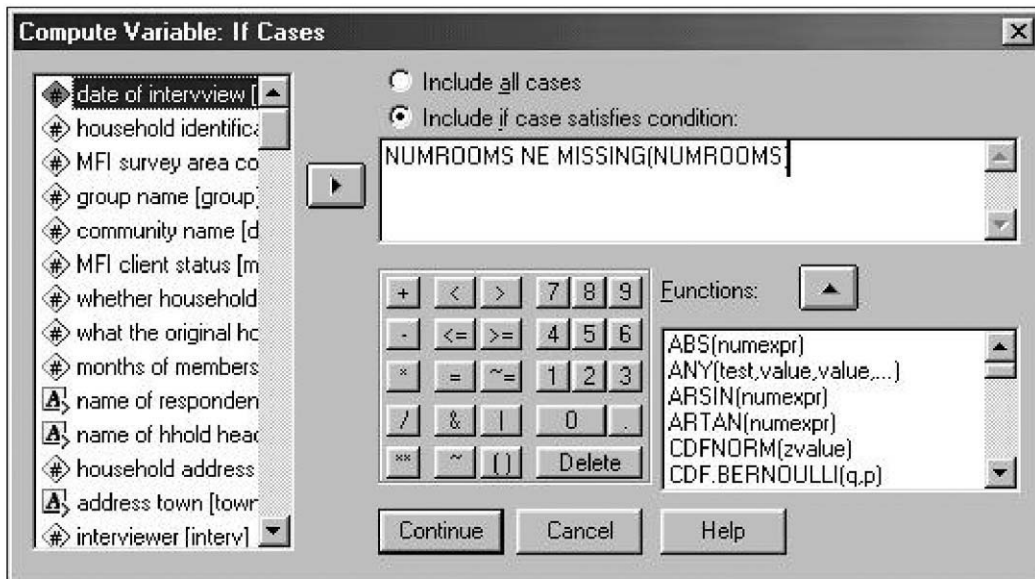 Compute Variable: If Cases
date of intervview [
household identifica
MFI survey area co
group name [group]
community name [d
MFI client status [m
whether household
what the original ho
months of members
name of responden
name of hhold head
household address
address town [town
interviewer [interv]
Include all cases
Include if case satisfies condition:
NUMROOMS NE MISSING(NUMROOMS)
+ < > 7 8 9
- <= >= 4 5 6
* = ~= 1 2 3
/ & | 0 .
** ~ () Delete
Functions:
ABS(numexpr)
ANY(test,value,value,...)
ARSIN(numexpr)
ARTAN(numexpr)
CDFNORM(zvalue)
CDF.BERNOULLI(q,p)
Continue Cancel Help